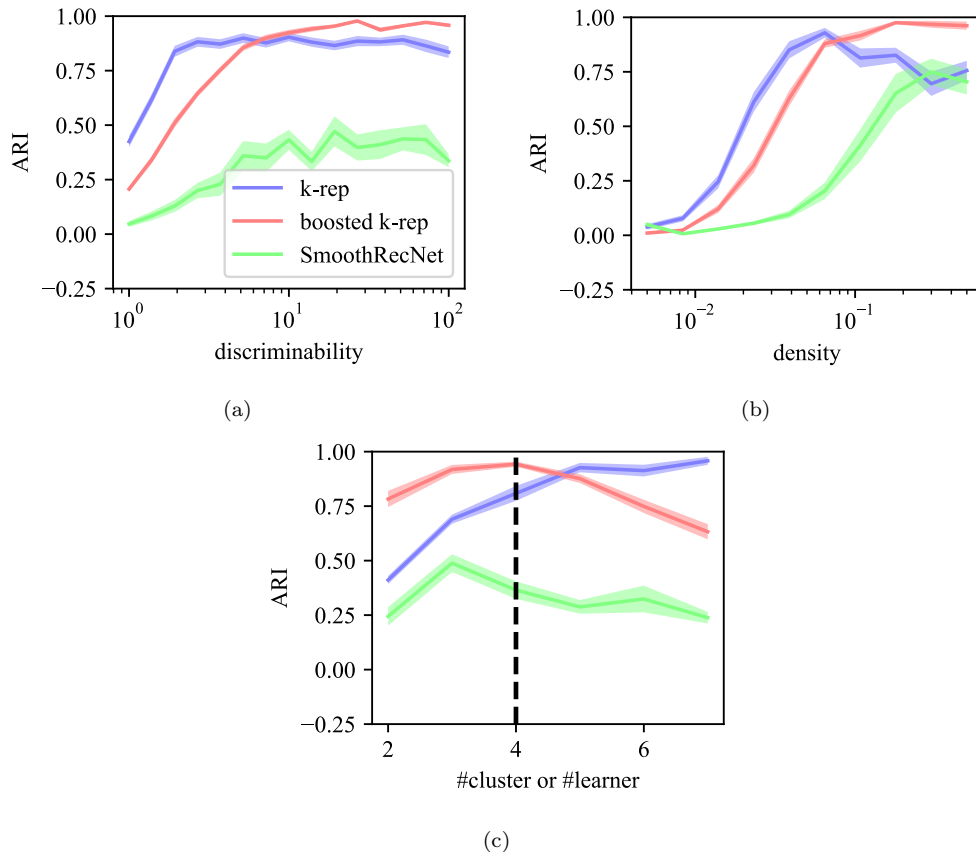 1.00
0.75
0.50
0.25
0.00
−0.25
ARI
k-rep
boosted k-rep
SmoothRecNet
10^0
10^1
10^2
discriminability
(a)
1.00
0.75
0.50
0.25
0.00
−0.25
ARI
10^−2
10^−1
density
(b)
1.00
0.75
0.50
0.25
0.00
−0.25
ARI
2
4
6
#cluster or #learner
(c)